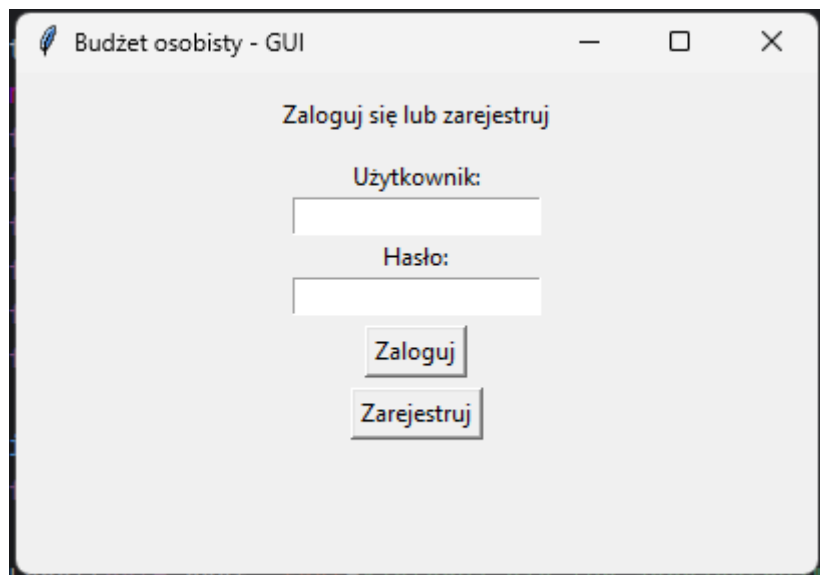 Budżet osobisty - GUI
Zaloguj się lub zarejestruj
Użytkownik:
Hasło:
Zaloguj
Zarejestruj